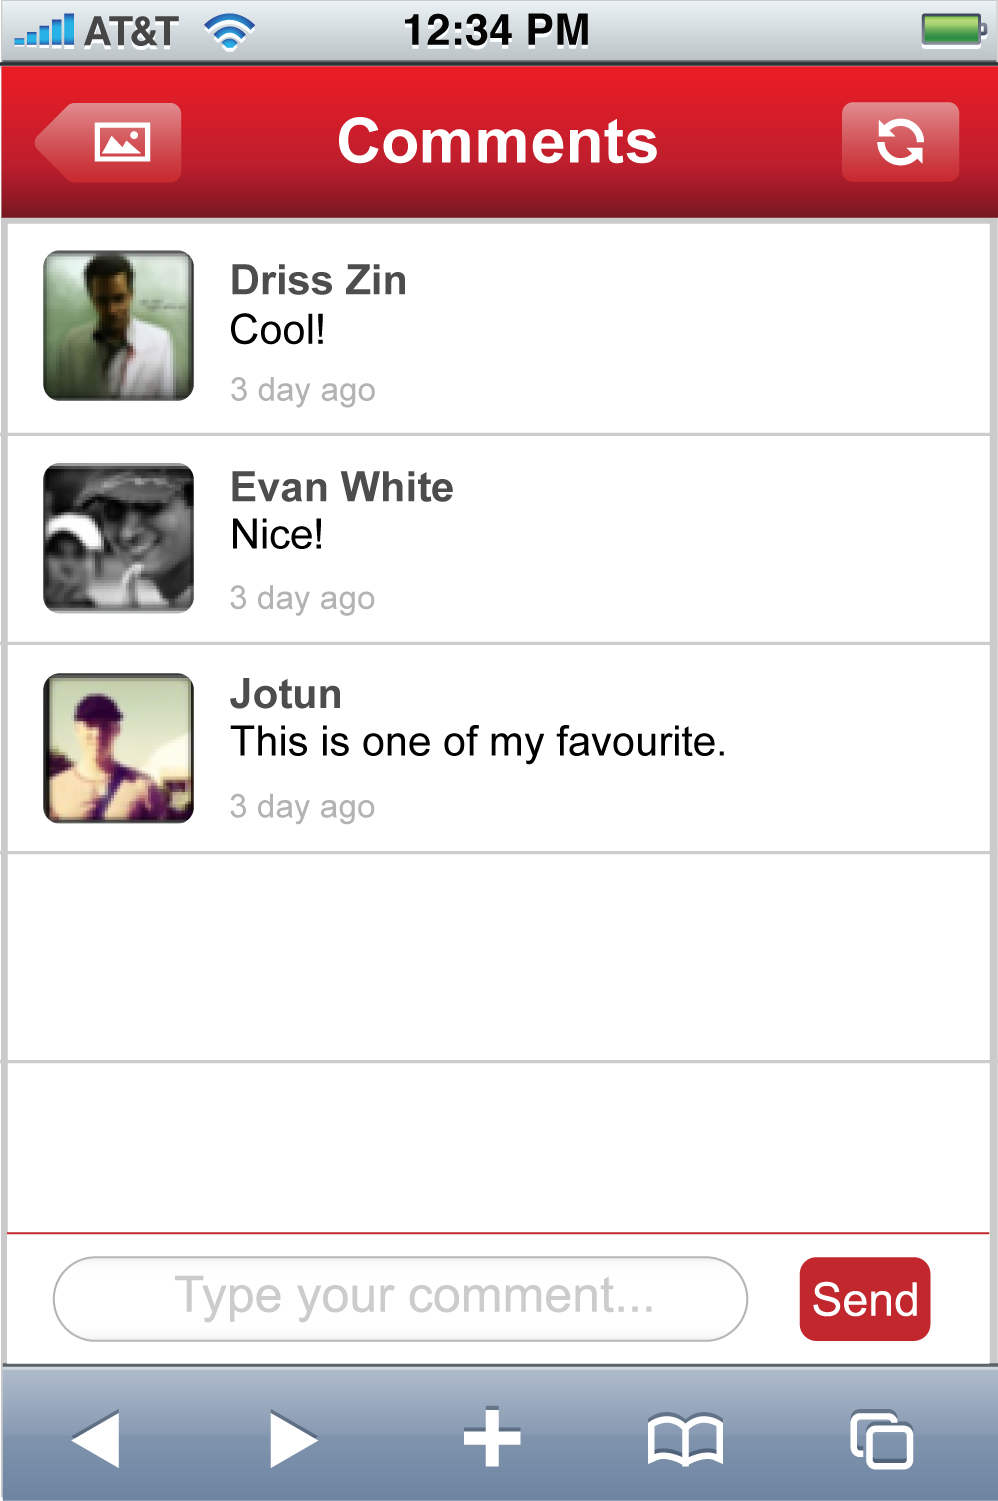 AT&T 12:34 PM
Comments
Driss Zin
Cool!
3 day ago
Evan White
Nice!
3 day ago
Jotun
This is one of my favourite.
3 day ago
Type your comment... Send